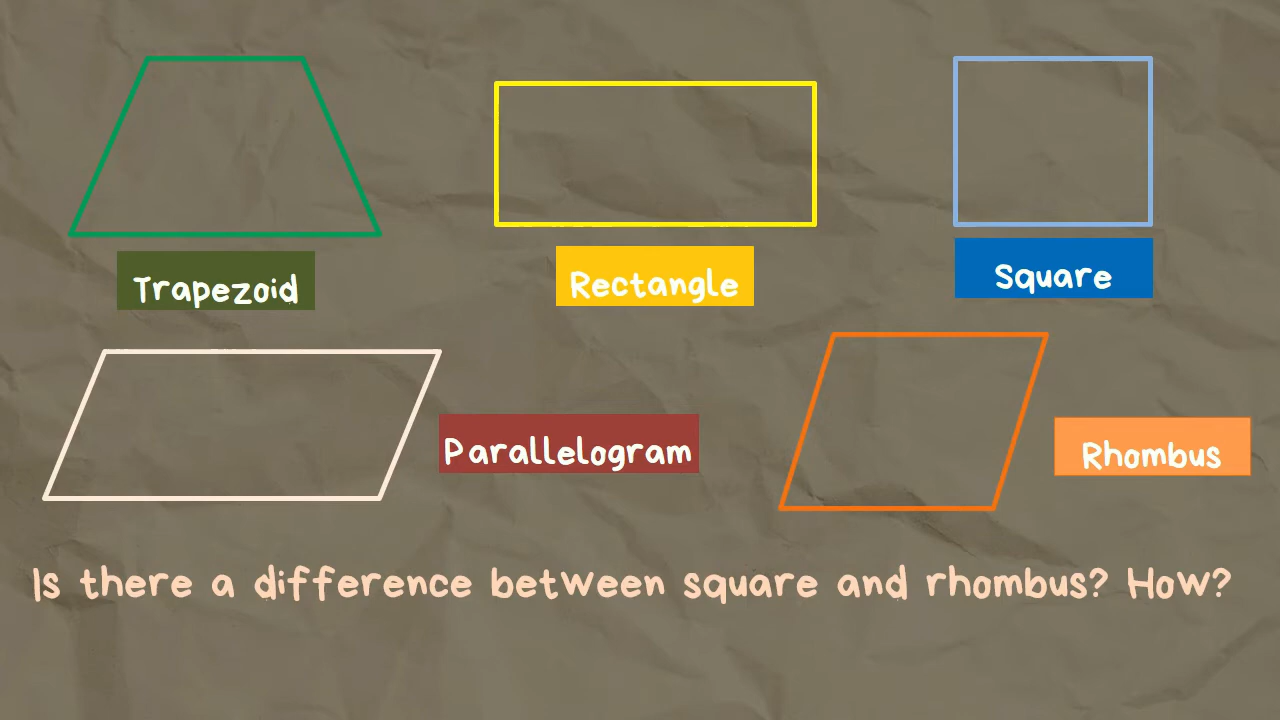 Trapezoid
Rectangle
Square
Parallelogram
Rhombus
Is there a difference between square and rhombus? How?